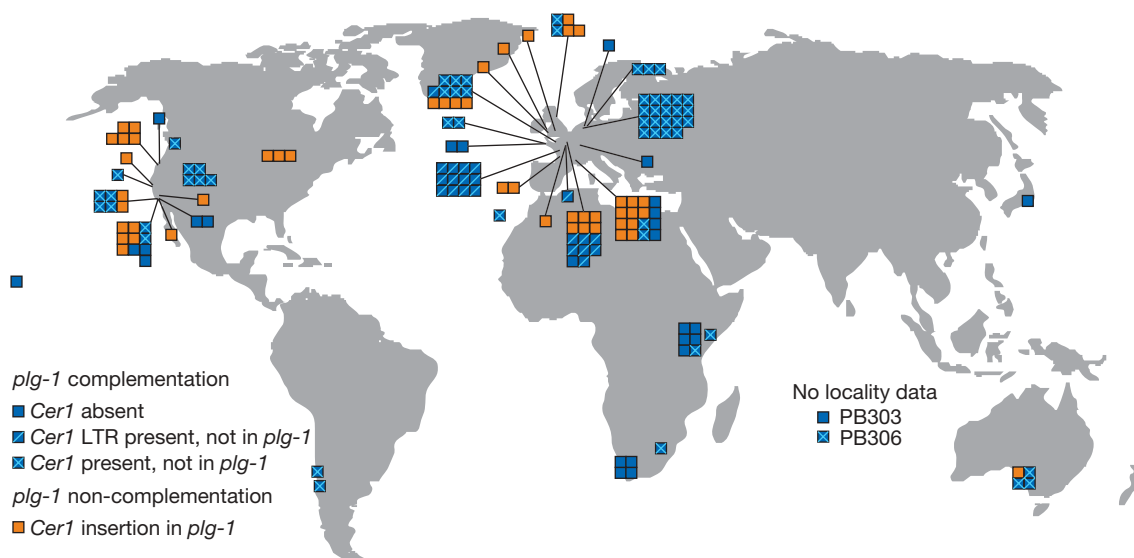 plg-1 complementation
Cer1 absent
Cer1 LTR present, not in plg-1
Cer1 present, not in plg-1
plg-1 non-complementation
Cer1 insertion in plg-1
No locality data
PB303
PB306